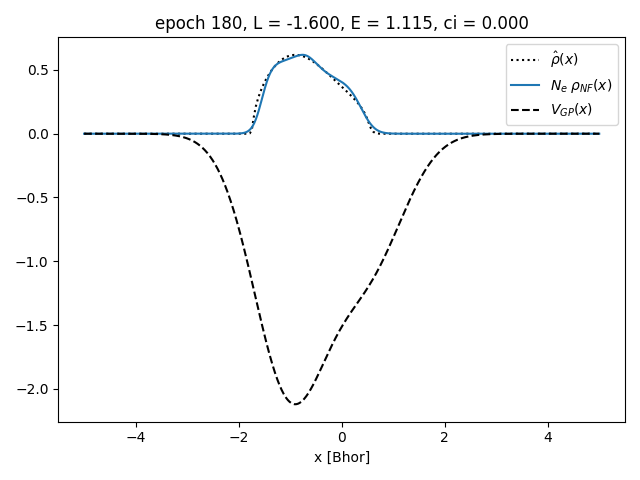 epoch 180, L = -1.600, E = 1.115, ci = 0.000
ρ̂(x)
Nₑ ρ_NF(x)
V_GP(x)
0.5
0.0
−0.5
−1.0
−1.5
−2.0
−4
−2
0
2
4
x [Bhor]